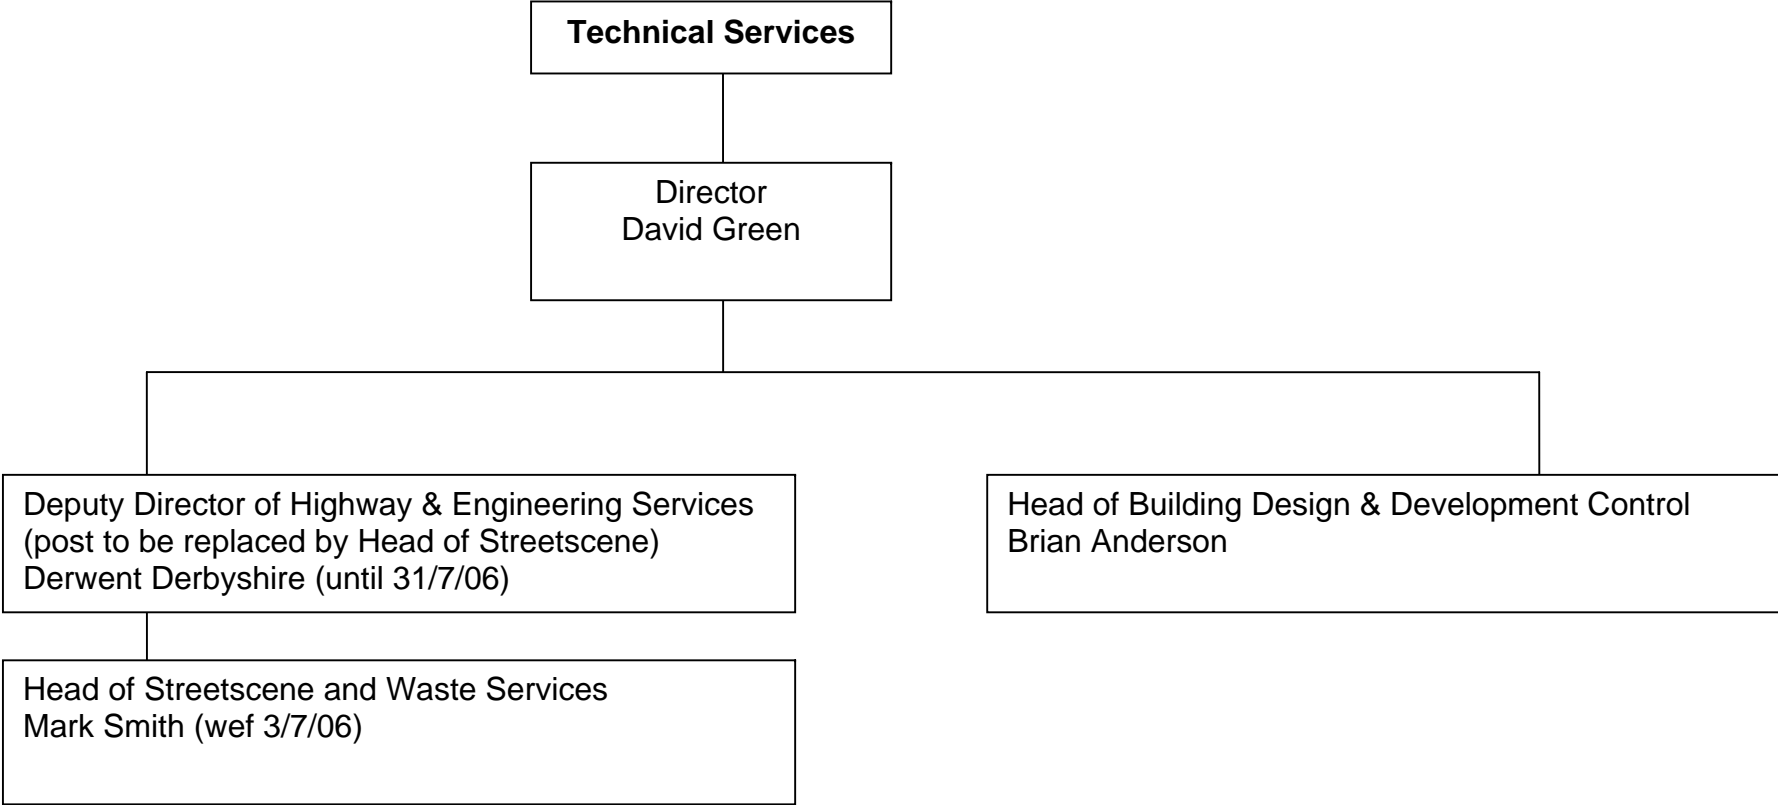 Technical Services
Director
David Green
Deputy Director of Highway & Engineering Services
(post to be replaced by Head of Streetscene)
Derwent Derbyshire (until 31/7/06)
Head of Building Design & Development Control
Brian Anderson
Head of Streetscene and Waste Services
Mark Smith (wef 3/7/06)